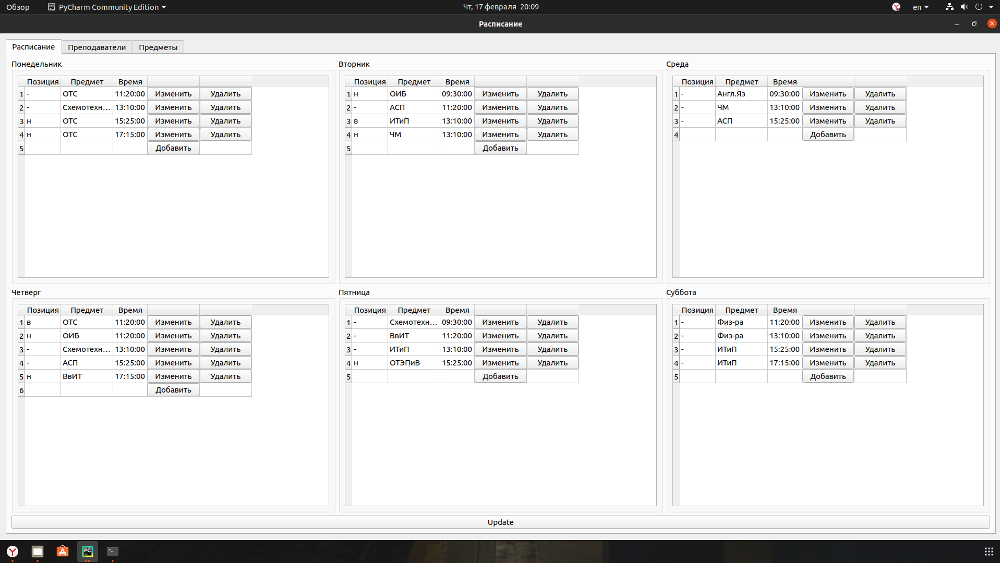 Обзор PyCharm Community Edition Чт, 17 февраля 20:09 en
Расписание
Расписание Преподаватели Предметы
Понедельник
Позиция Предмет Время
1 - ОТС 11:20:00 Изменить Удалить
2 - Схемотехн... 13:10:00 Изменить Удалить
3 н ОТС 15:25:00 Изменить Удалить
4 н ОТС 17:15:00 Изменить Удалить
5 Добавить
Вторник
Позиция Предмет Время
1 н ОИБ 09:30:00 Изменить Удалить
2 - АСП 11:20:00 Изменить Удалить
3 в ИТиП 13:10:00 Изменить Удалить
4 н ЧМ 13:10:00 Изменить Удалить
5 Добавить
Среда
Позиция Предмет Время
1 - Англ.Яз 09:30:00 Изменить Удалить
2 - ЧМ 13:10:00 Изменить Удалить
3 - АСП 15:25:00 Изменить Удалить
4 Добавить
Четверг
Позиция Предмет Время
1 в ОТС 11:20:00 Изменить Удалить
2 н ОИБ 11:20:00 Изменить Удалить
3 - Схемотехн... 13:10:00 Изменить Удалить
4 - АСП 15:25:00 Изменить Удалить
5 н ВвИТ 17:15:00 Изменить Удалить
6 Добавить
Пятница
Позиция Предмет Время
1 - Схемотехн... 09:30:00 Изменить Удалить
2 - ВвИТ 11:20:00 Изменить Удалить
3 - ИТиП 13:10:00 Изменить Удалить
4 н ОТЭПиВ 15:25:00 Изменить Удалить
5 Добавить
Суббота
Позиция Предмет Время
1 - Физ-ра 11:20:00 Изменить Удалить
2 - Физ-ра 13:10:00 Изменить Удалить
3 - ИТиП 15:25:00 Изменить Удалить
4 - ИТиП 17:15:00 Изменить Удалить
5 Добавить
Update